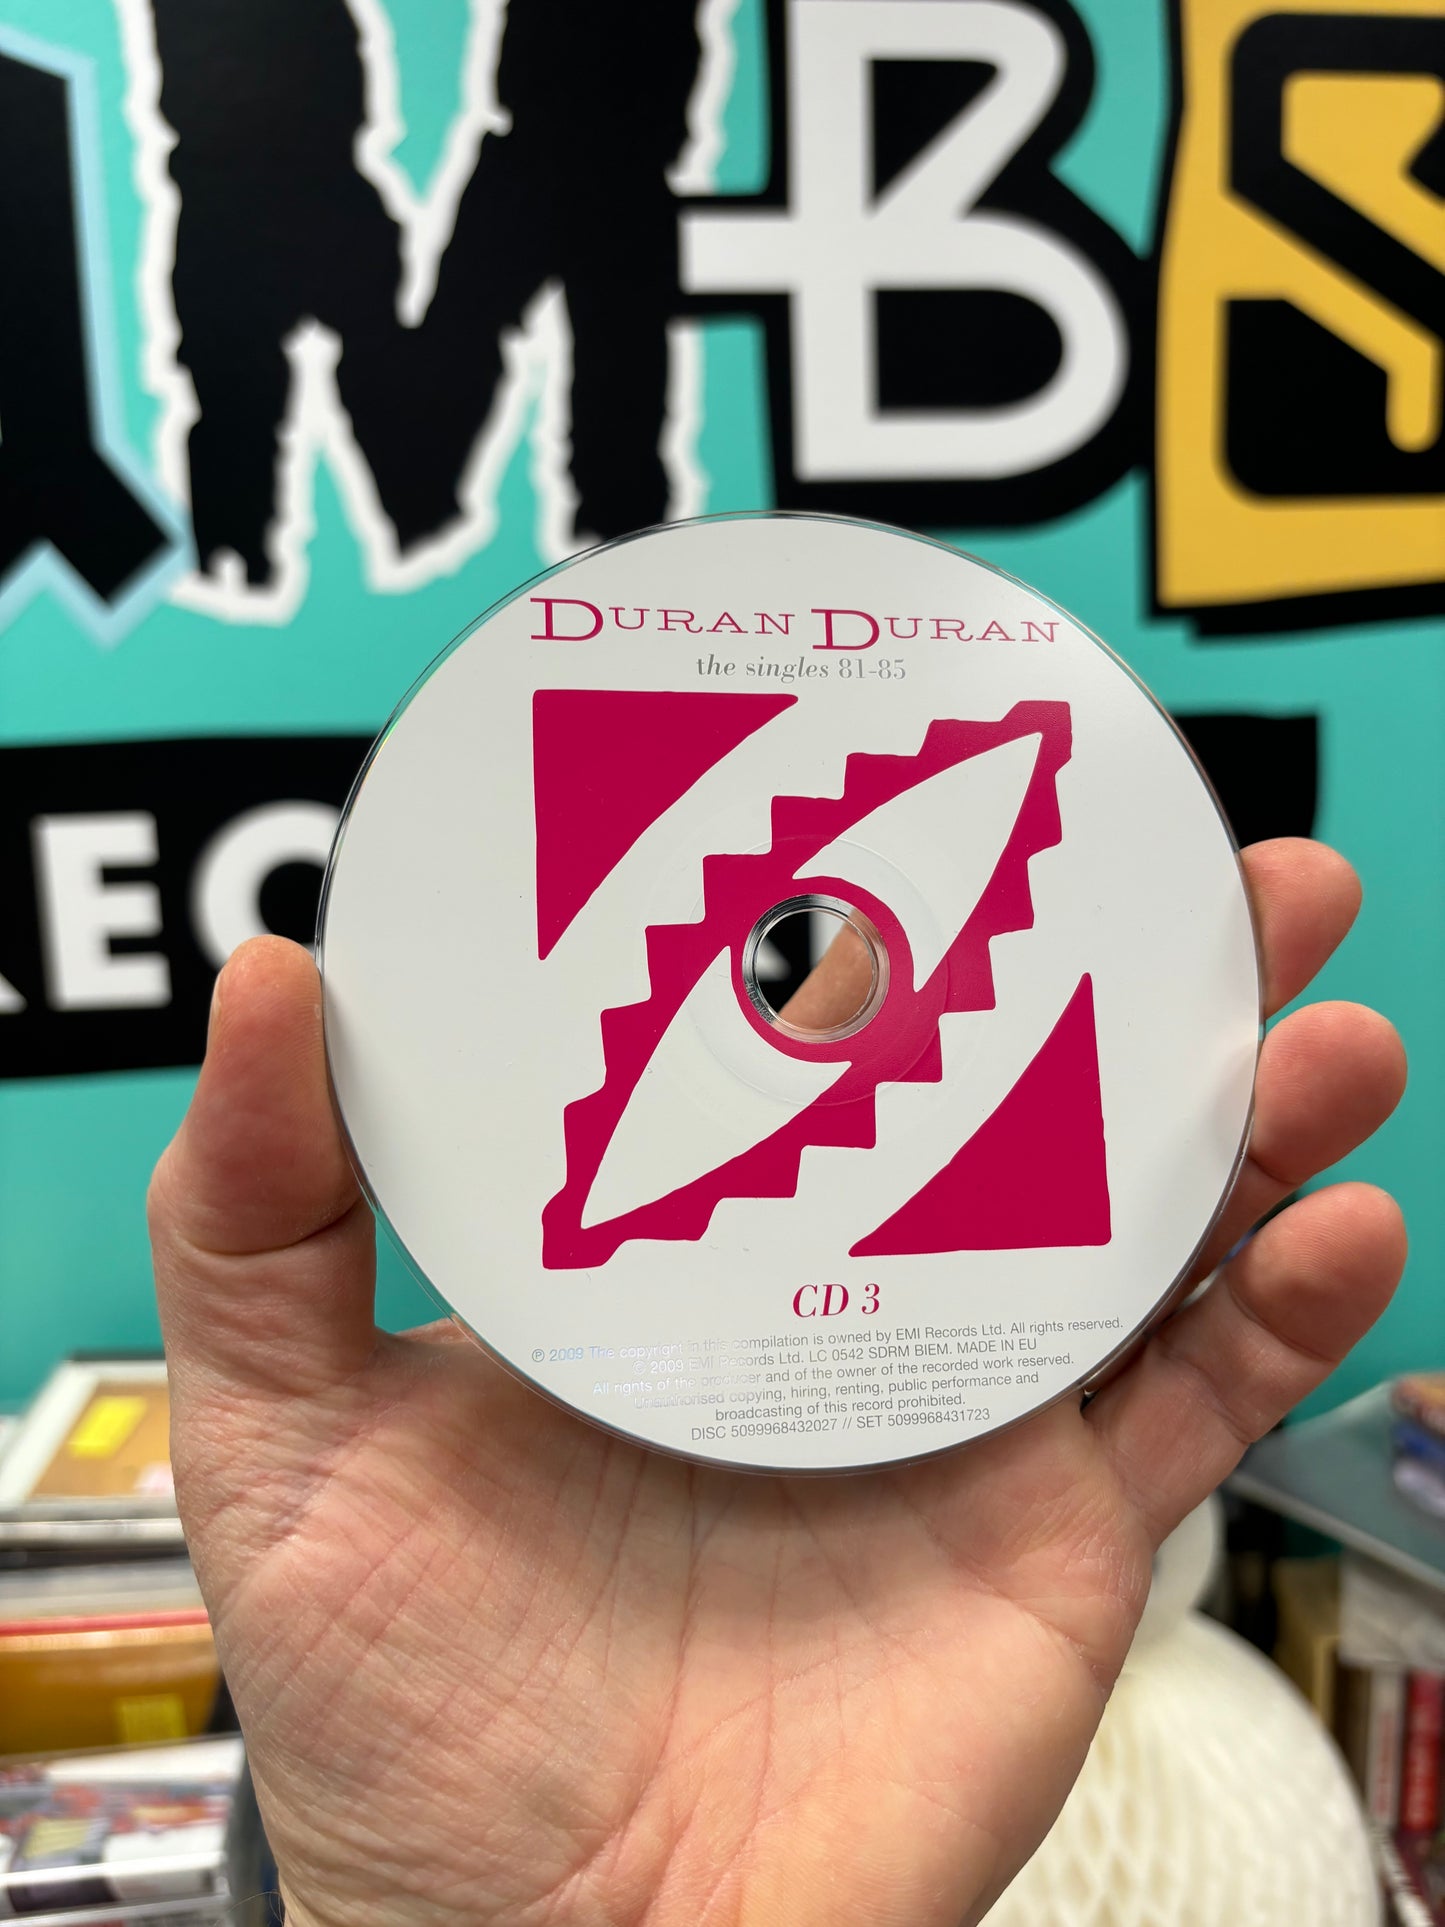 MBS
REC
DURAN DURAN
the singles 81-85
CD 3
℗ 2009 The copyright in this compilation is owned by EMI Records Ltd. All rights reserved.
© 2009 EMI Records Ltd. LC 0542 SDRM BIEM. MADE IN EU
All rights of the producer and of the owner of the recorded work reserved.
Unauthorised copying, hiring, renting, public performance and
broadcasting of this record prohibited.
DISC 5099968432027 // SET 5099968431723